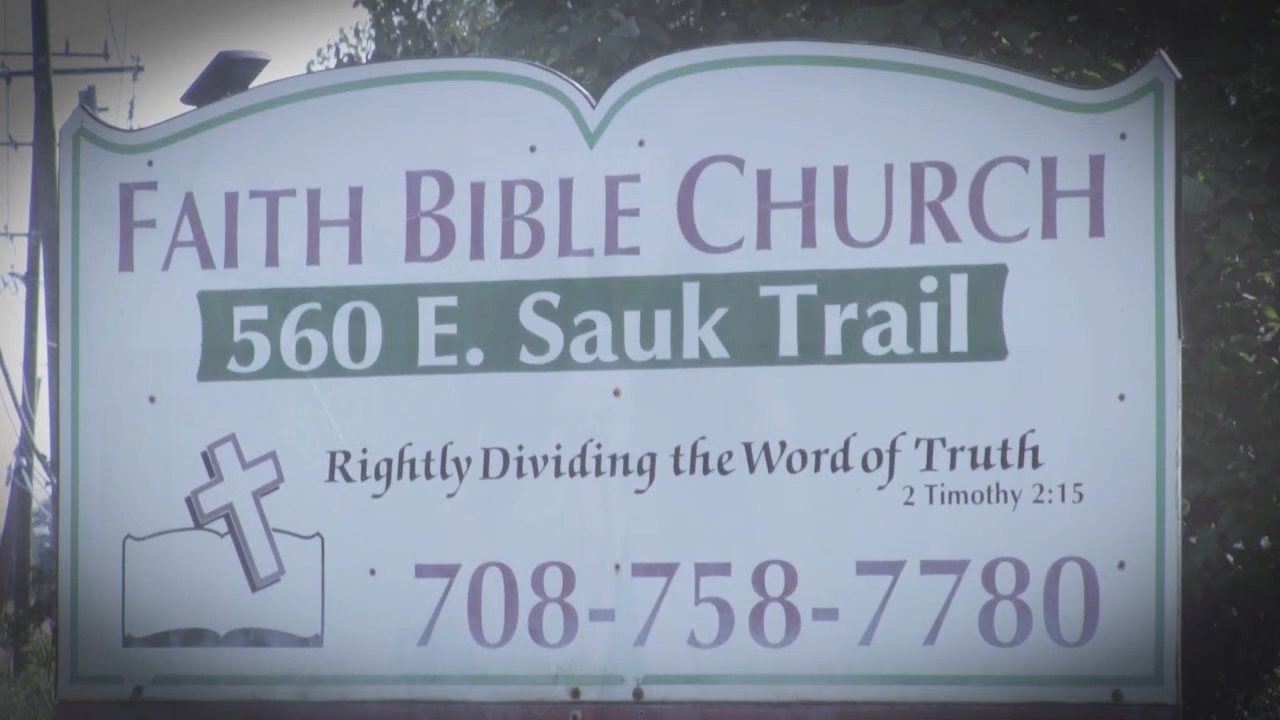 FAITH BIBLE CHURCH
560 E. Sauk Trail
Rightly Dividing the Word of Truth
2 Timothy 2:15
708-758-7780